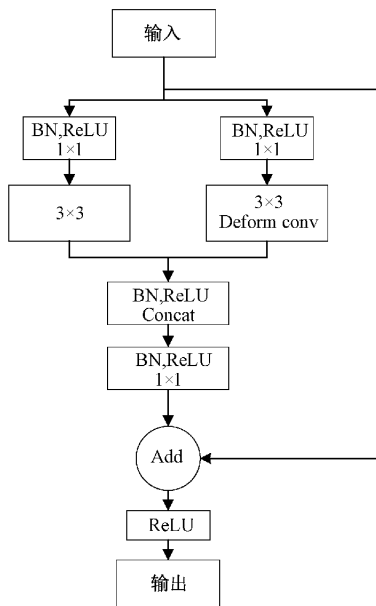 输入
BN,ReLU
1×1
BN,ReLU
1×1
3×3
3×3
Deform conv
BN,ReLU
Concat
BN,ReLU
1×1
Add
ReLU
输出